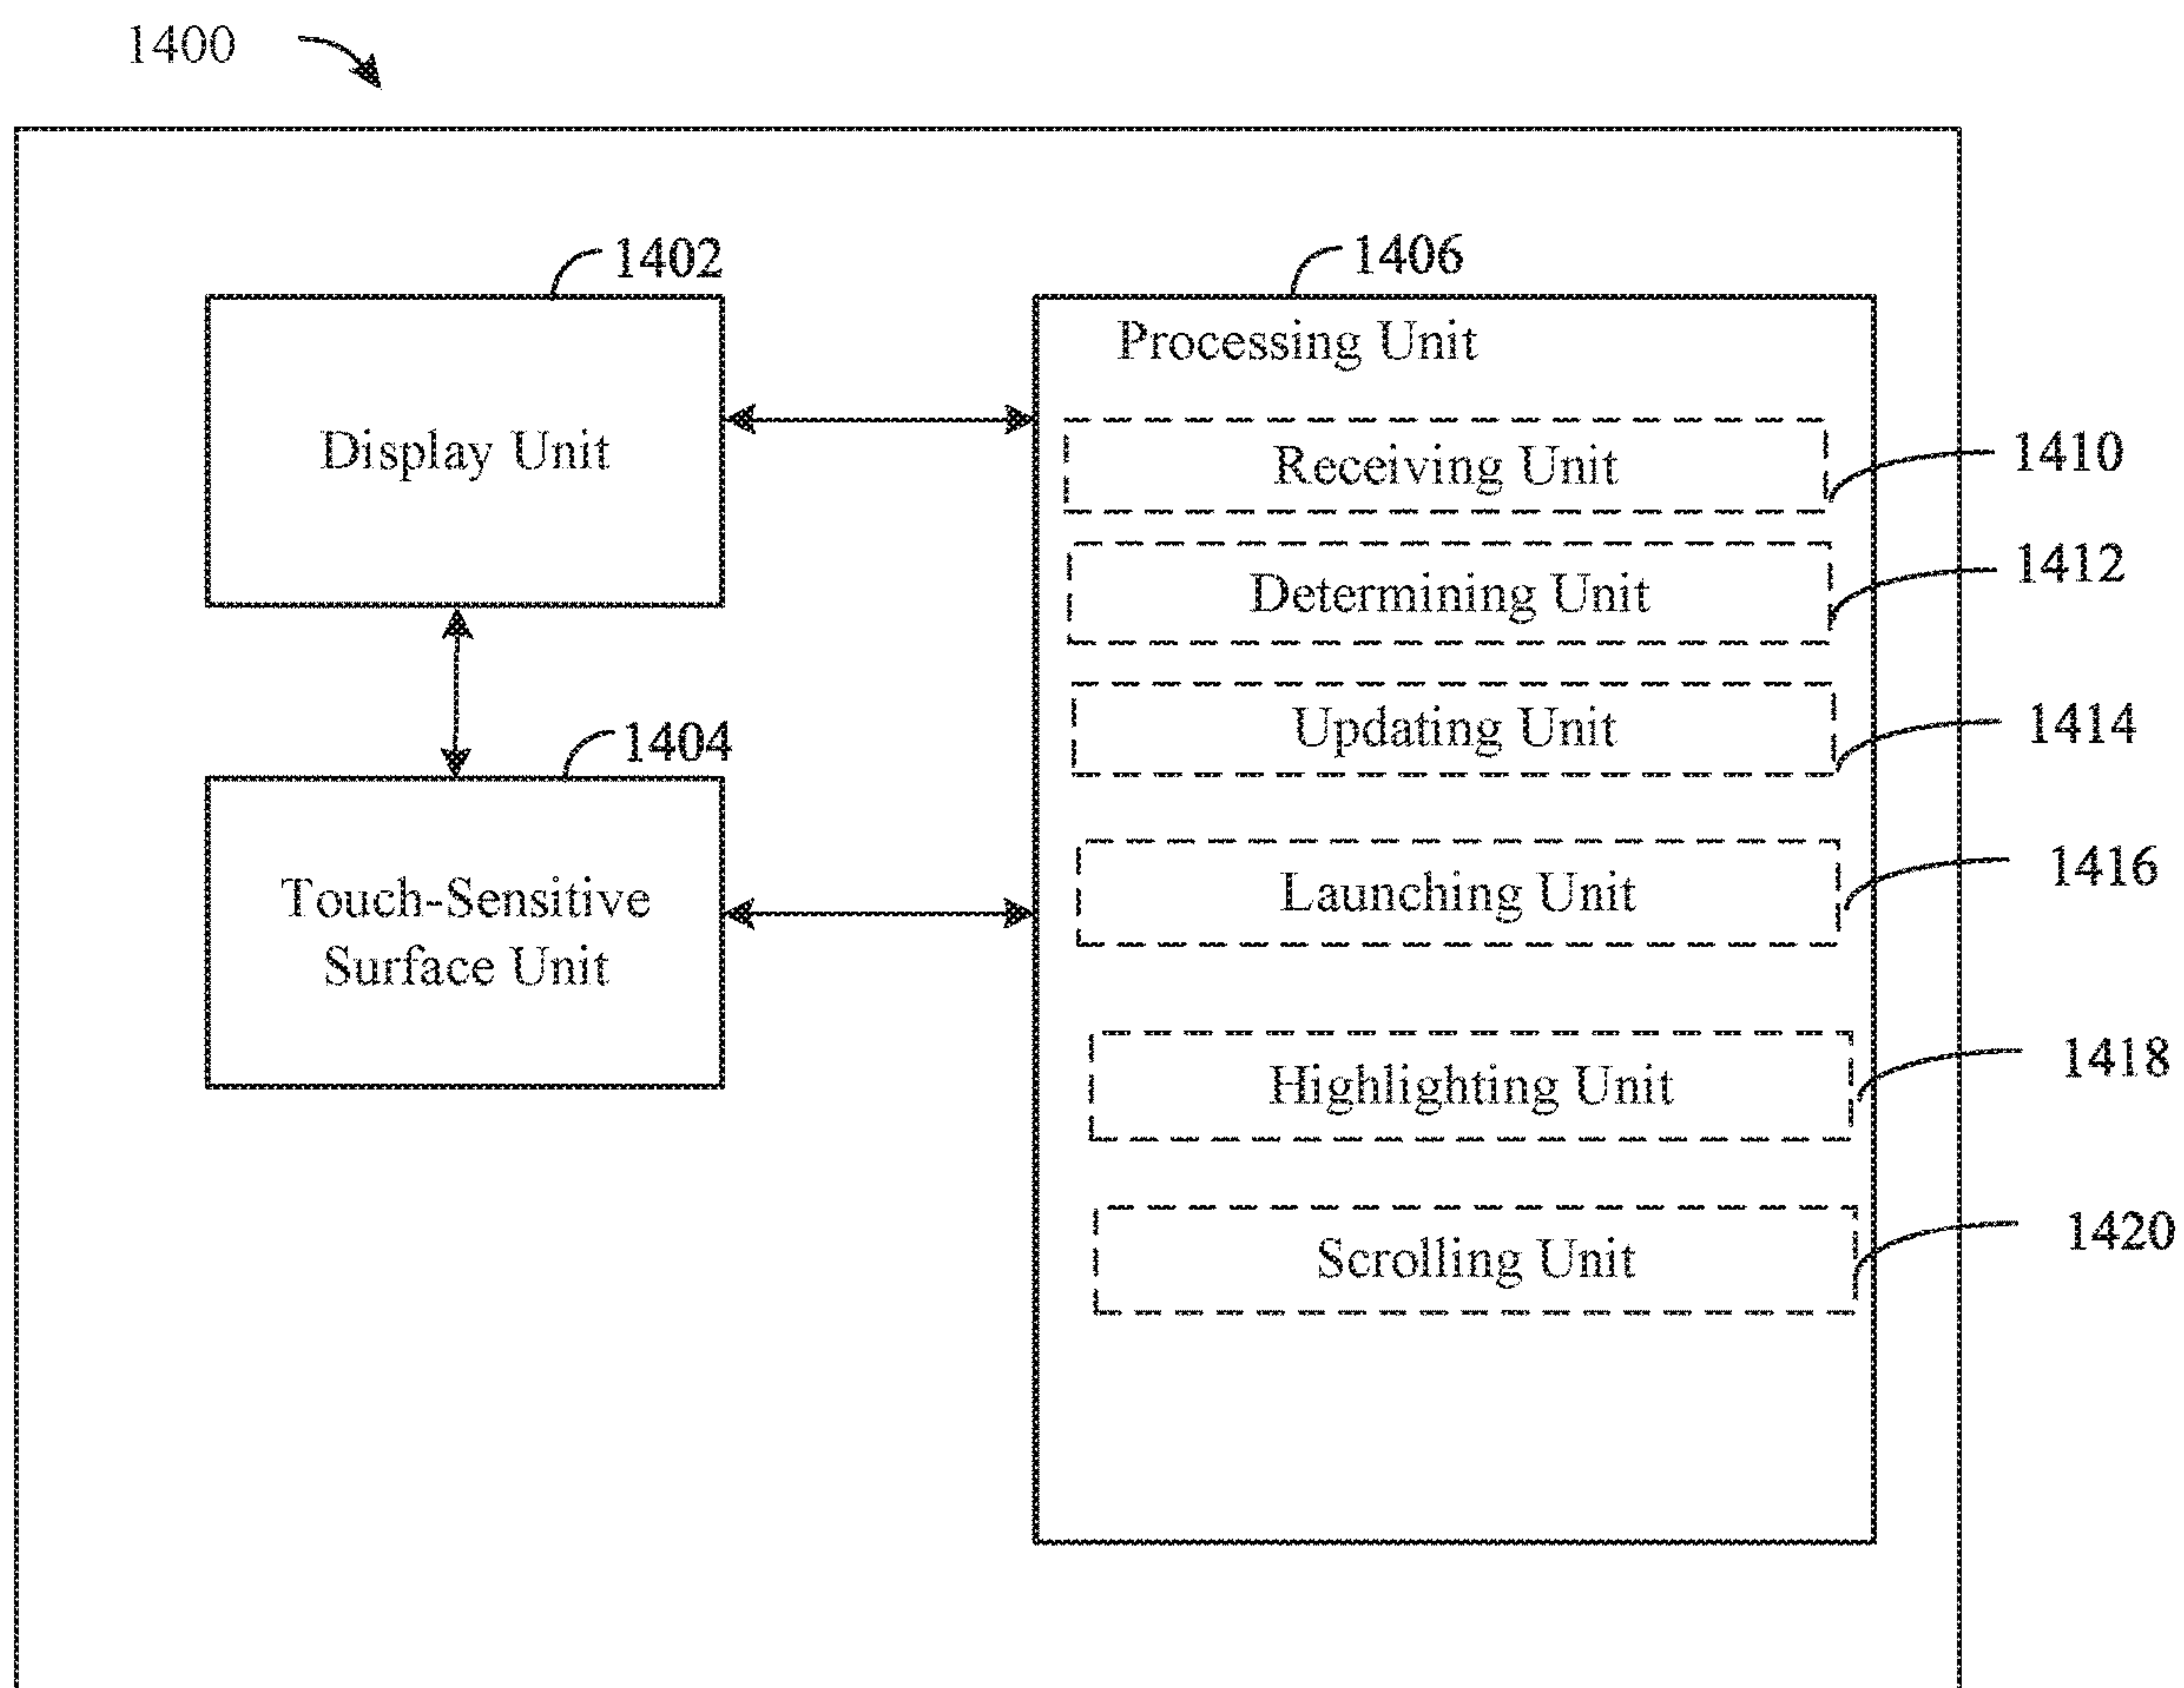 1400
1402
1406
Processing Unit
Display Unit
Receiving Unit
1410
Determining Unit
1412
Updating Unit
1414
1404
Touch-Sensitive
Surface Unit
Launching Unit
1416
Highlighting Unit
1418
Scrolling Unit
1420